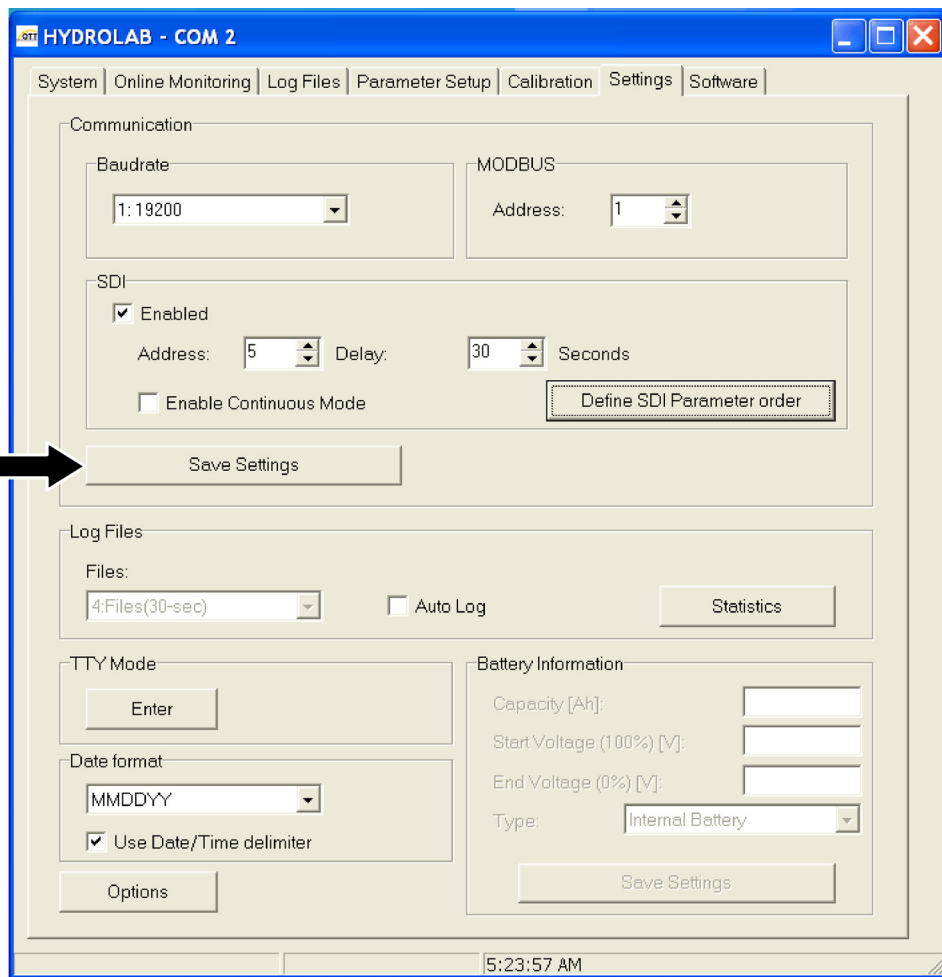 OTT HYDROLAB - COM 2
System Online Monitoring Log Files Parameter Setup Calibration Settings Software
Communication
Baudrate
1: 19200
MODBUS
Address: 1
SDI
Enabled
Address: 5 Delay: 30 Seconds
Enable Continuous Mode
Define SDI Parameter order
Save Settings
Log Files
Files:
4:Files(30-sec)
Auto Log
Statistics
TTY Mode
Enter
Date format
MMDDYY
Use Date/Time delimiter
Options
Battery Information
Capacity [Ah]:
Start Voltage (100%) [V]:
End Voltage (0%) [V]:
Type: Internal Battery
Save Settings
5:23:57 AM